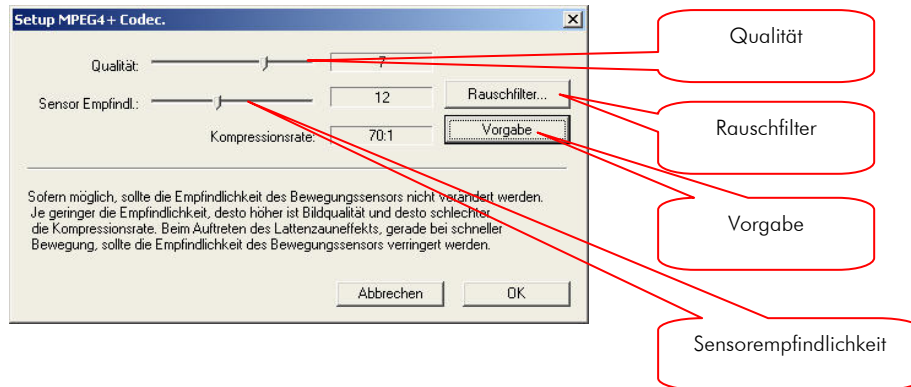 Setup MPEG4+ Codec.
Qualität:
7
Sensor Empfindl.:
12
Rauschfilter...
Kompressionsrate:
70:1
Vorgabe
Sofern möglich, sollte die Empfindlichkeit des Bewegungssensors nicht verändert werden.
Je geringer die Empfindlichkeit, desto höher ist Bildqualität und desto schlechter
die Kompressionsrate. Beim Auftreten des Lattenzauneffekts, gerade bei schneller
Bewegung, sollte die Empfindlichkeit des Bewegungssensors verringert werden.
Abbrechen
OK
Qualität
Rauschfilter
Vorgabe
Sensorempfindlichkeit